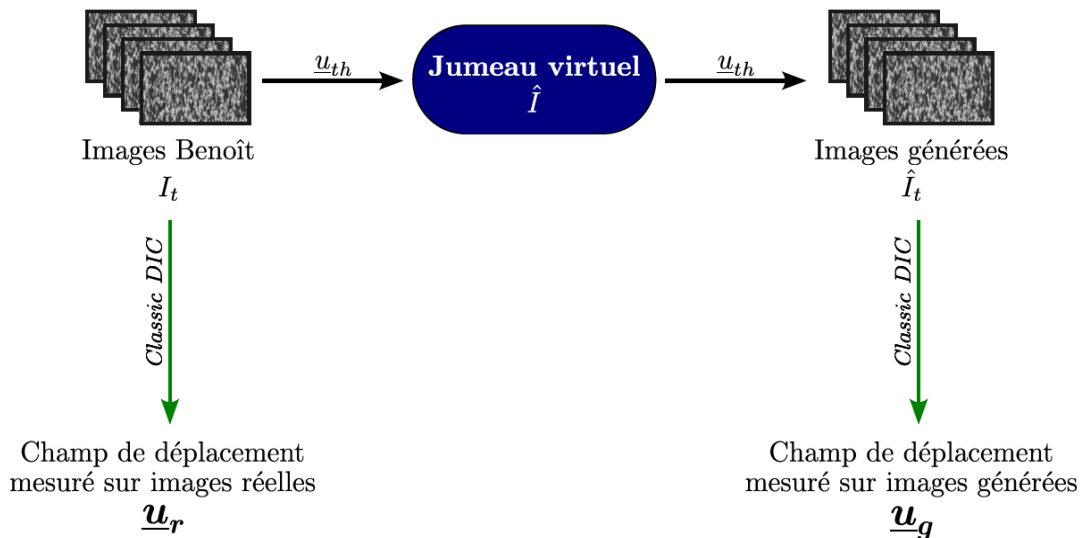 u_th
Jumeau virtuel
Î
u_th
Images Benoît
I_t
Images générées
Î_t
Classic DIC
Classic DIC
Champ de déplacement
mesuré sur images réelles
u_r
Champ de déplacement
mesuré sur images générées
u_g